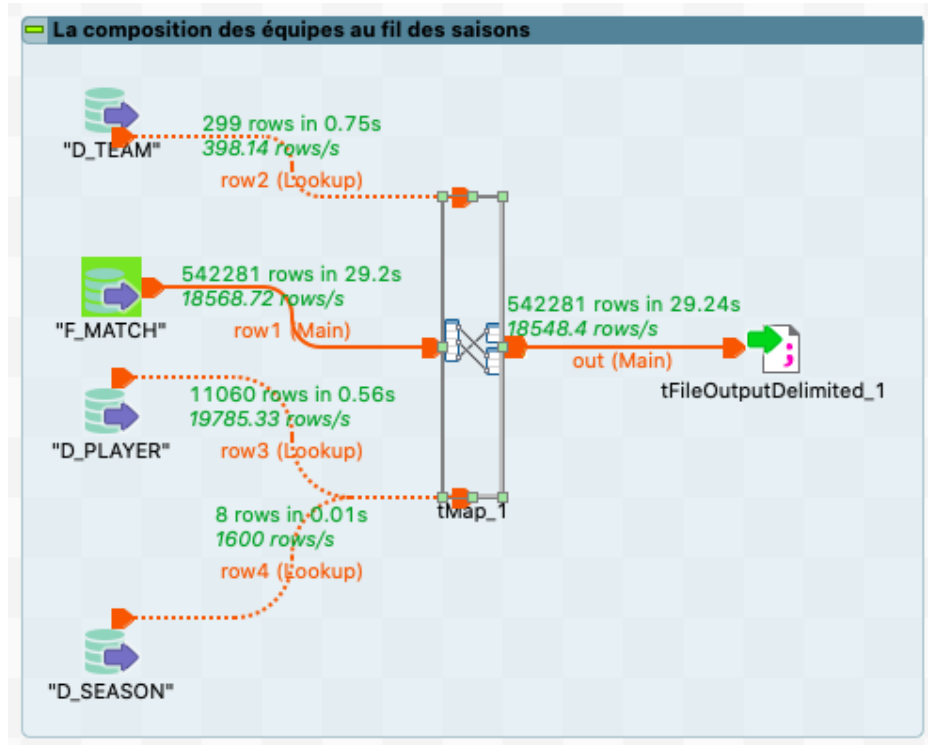 La composition des équipes au fil des saisons
299 rows in 0.75s
"D_TEAM"
398.14 rows/s
row2 (Lookup)
542281 rows in 29.2s
18568.72 rows/s
"F_MATCH"
row1 (Main)
542281 rows in 29.24s
18548.4 rows/s
out (Main)
tFileOutputDelimited_1
11060 rows in 0.56s
19785.33 rows/s
"D_PLAYER"
row3 (Lookup)
tMap_1
8 rows in 0.01s
1600 rows/s
row4 (Lookup)
"D_SEASON"